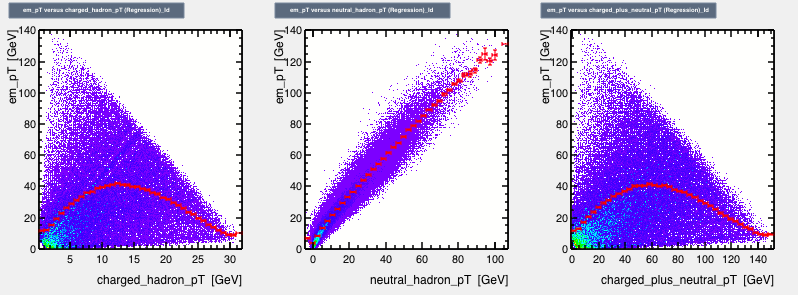 em_pT versus charged_hadron_pT (Regression)_Id
em_pT versus neutral_hadron_pT (Regression)_Id
em_pT versus charged_plus_neutral_pT (Regression)_Id
em_pT [GeV]
140
120
100
80
60
40
20
0
5 10 15 20 25 30
charged_hadron_pT [GeV]
em_pT [GeV]
140
120
100
80
60
40
20
0
0 20 40 60 80 100
neutral_hadron_pT [GeV]
em_pT [GeV]
140
120
100
80
60
40
20
0
0 20 40 60 80 100 120 140
charged_plus_neutral_pT [GeV]